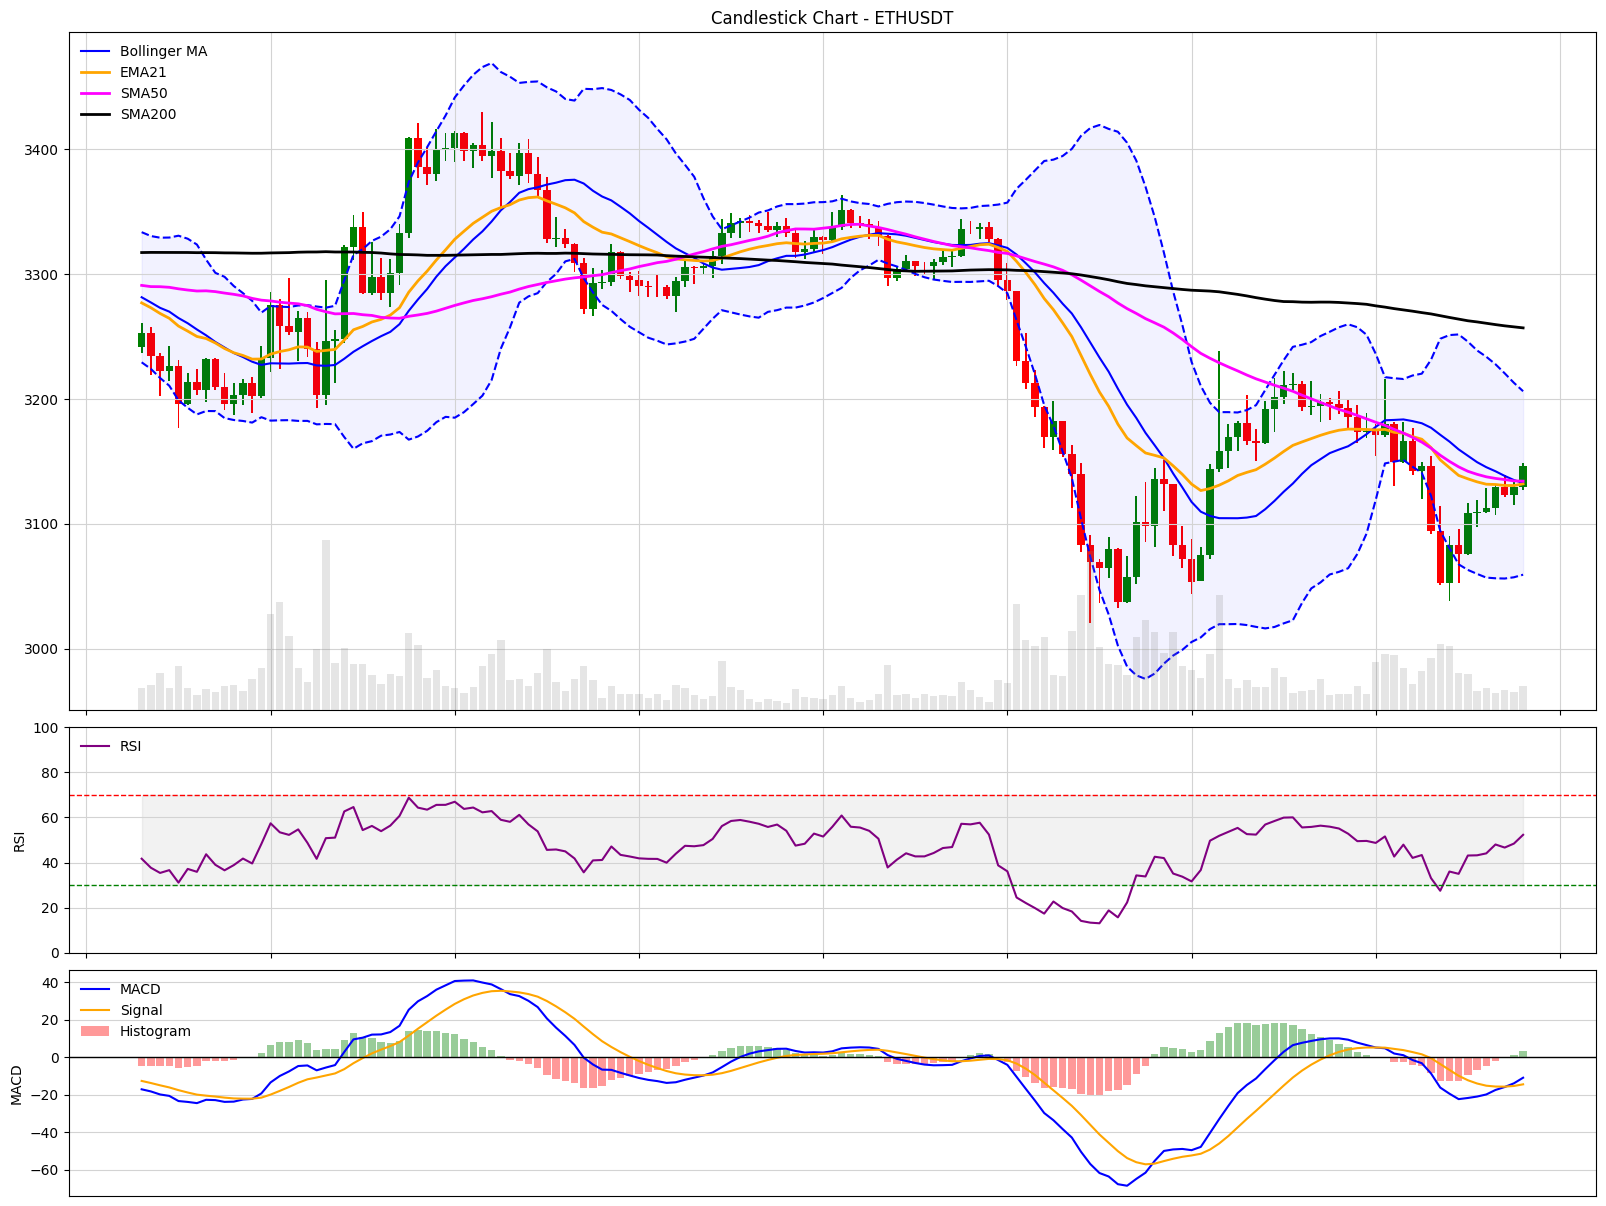 Candlestick Chart - ETHUSDT
Bollinger MA
EMA21
SMA50
SMA200
3400
3300
3200
3100
3000
RSI
100
80
60
40
20
0
RSI
MACD
Signal
Histogram
40
20
0
−20
−40
−60
MACD